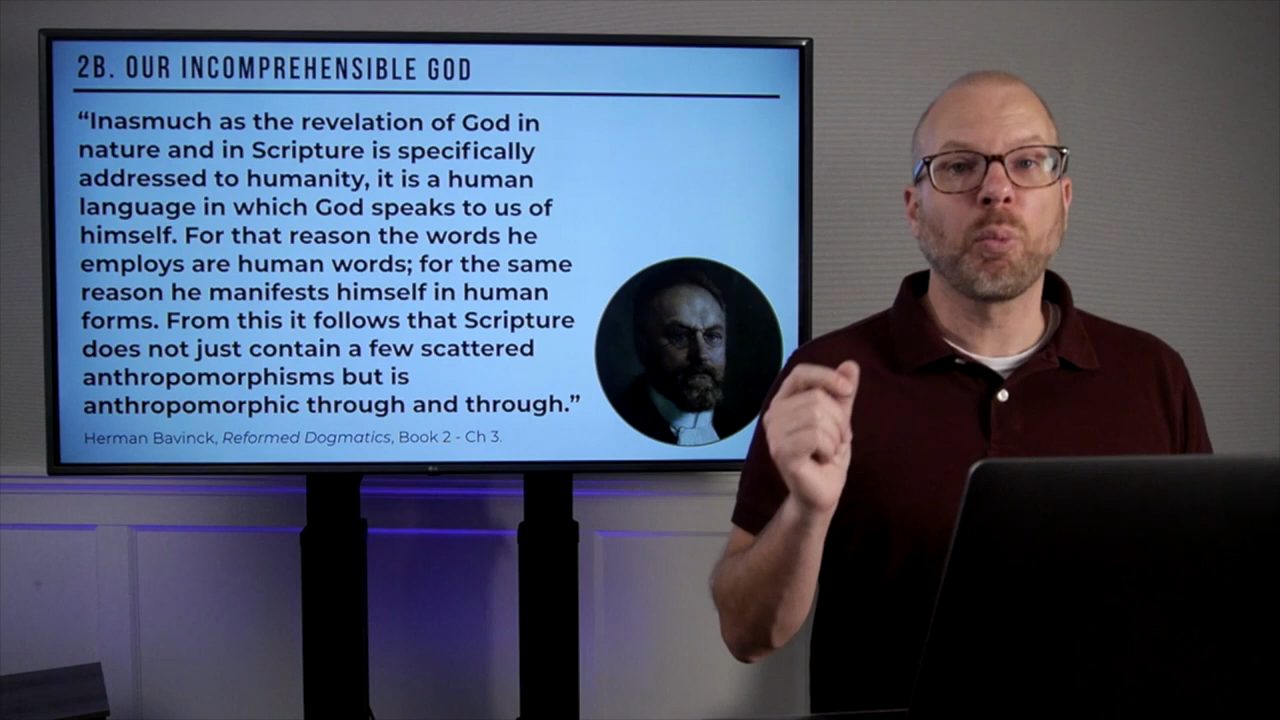 2B. OUR INCOMPREHENSIBLE GOD
“Inasmuch as the revelation of God in
nature and in Scripture is specifically
addressed to humanity, it is a human
language in which God speaks to us of
himself. For that reason the words he
employs are human words; for the same
reason he manifests himself in human
forms. From this it follows that Scripture
does not just contain a few scattered
anthropomorphisms but is
anthropomorphic through and through.”
Herman Bavinck, Reformed Dogmatics, Book 2 - Ch 3.